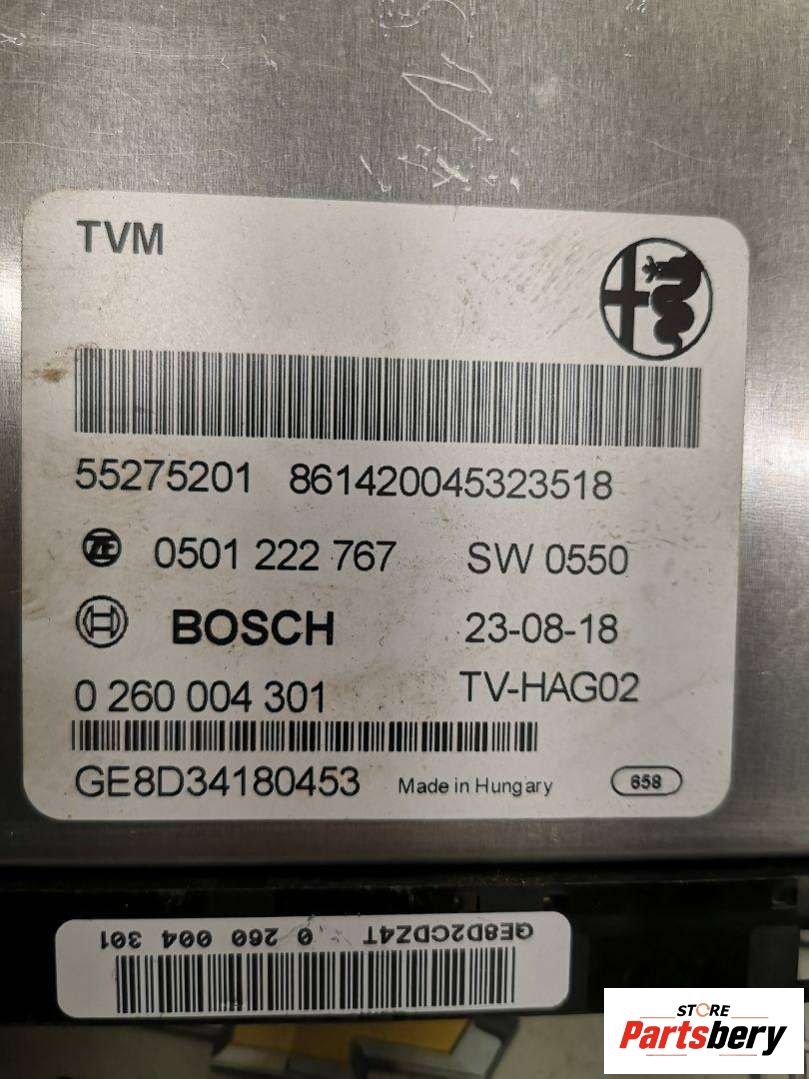 TVM
55275201 861420045323518
ZF 0501 222 767 SW 0550
BOSCH 23-08-18
0 260 004 301 TV-HAG02
GE8D34180453 Made in Hungary 658
GE8D2CDZ4T 0 260 004 301
STORE
Partsbery